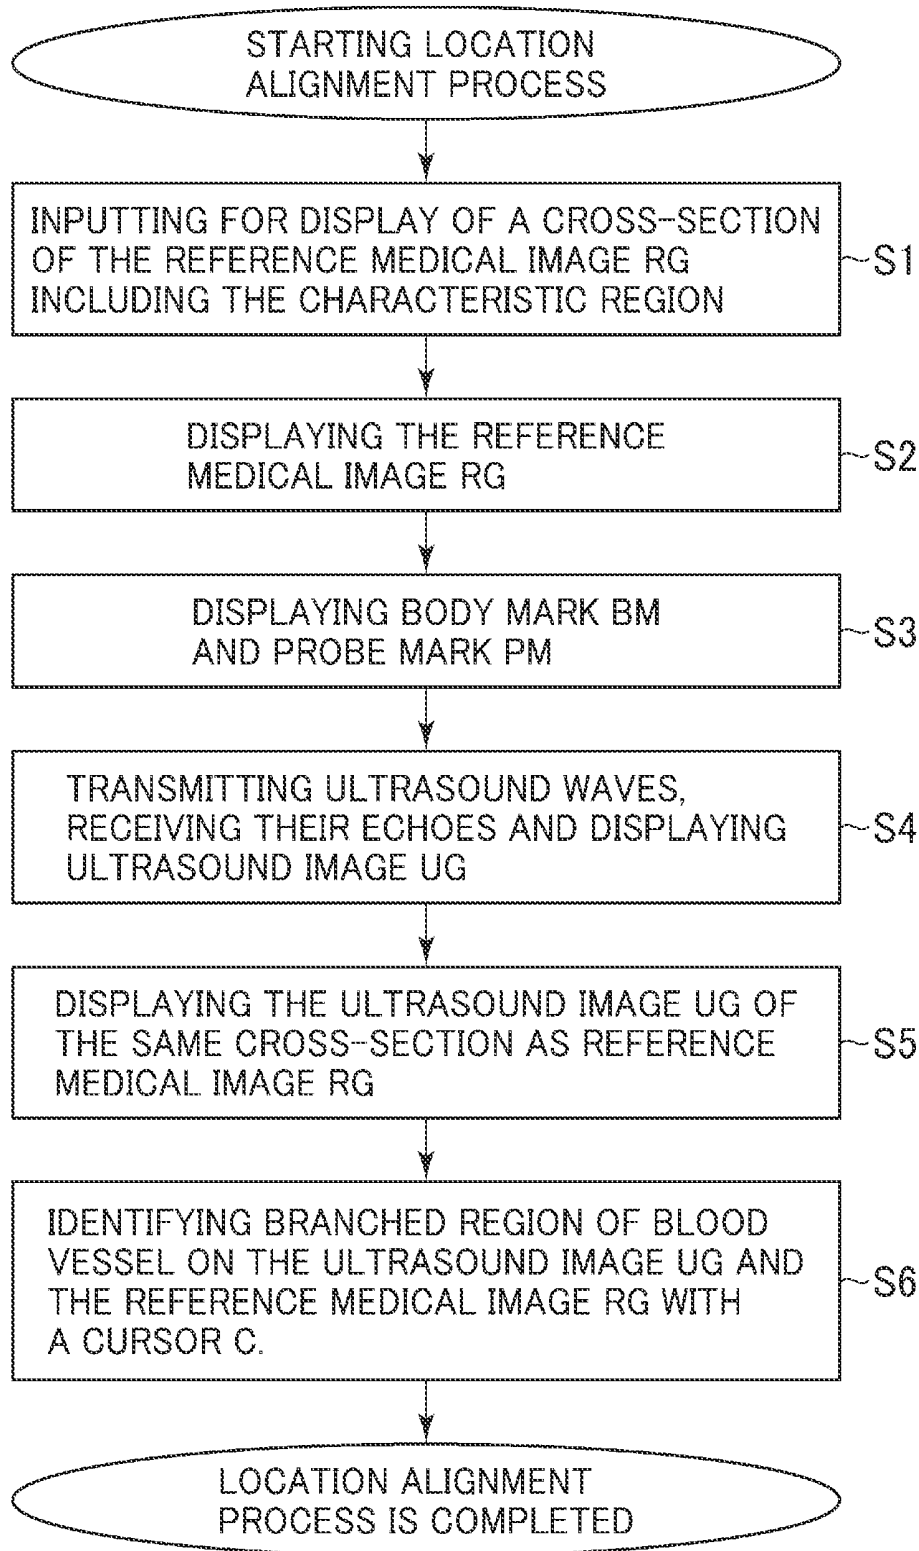 STARTING LOCATION
ALIGNMENT PROCESS
INPUTTING FOR DISPLAY OF A CROSS-SECTION
OF THE REFERENCE MEDICAL IMAGE RG
INCLUDING THE CHARACTERISTIC REGION
S1
DISPLAYING THE REFERENCE
MEDICAL IMAGE RG
S2
DISPLAYING BODY MARK BM
AND PROBE MARK PM
S3
TRANSMITTING ULTRASOUND WAVES,
RECEIVING THEIR ECHOES AND DISPLAYING
ULTRASOUND IMAGE UG
S4
DISPLAYING THE ULTRASOUND IMAGE UG OF
THE SAME CROSS-SECTION AS REFERENCE
MEDICAL IMAGE RG
S5
IDENTIFYING BRANCHED REGION OF BLOOD
VESSEL ON THE ULTRASOUND IMAGE UG AND
THE REFERENCE MEDICAL IMAGE RG WITH
A CURSOR C.
S6
LOCATION ALIGNMENT
PROCESS IS COMPLETED